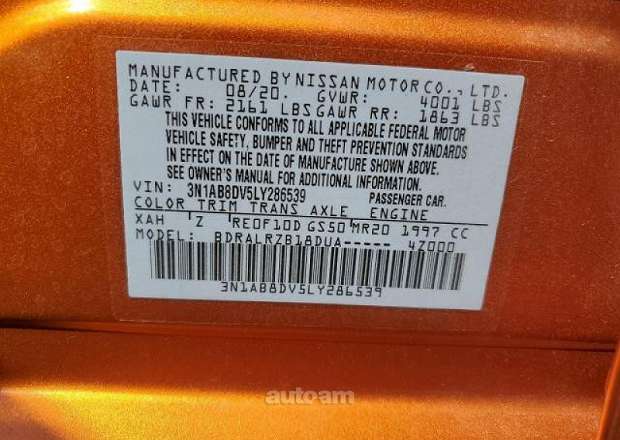 MANUFACTURED BY NISSAN MOTOR CO., LTD.
DATE: 08/20. GVWR: 4001 LBS
GAWR FR: 2161 LBS GAWR RR: 1863 LBS
THIS VEHICLE CONFORMS TO ALL APPLICABLE FEDERAL MOTOR
VEHICLE SAFETY, BUMPER AND THEFT PREVENTION STANDARDS
IN EFFECT ON THE DATE OF MANUFACTURE SHOWN ABOVE.
SEE OWNER'S MANUAL FOR ADDITIONAL INFORMATION.
VIN: 3N1AB8DV5LY286539 PASSENGER CAR.
COLOR TRIM TRANS AXLE ENGINE
XAH Z RE0F10D GS50 MR20 1997 CC
MODEL: BDRALRZB18DUA----- 4Z000
3N1AB8DV5LY286539
autoam